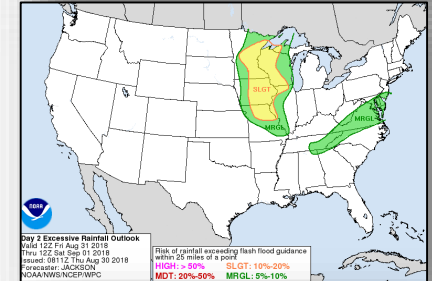 SLGT
MRGL
MRGL
NOAA
Day 2 Excessive Rainfall Outlook
Valid 12Z Fri Aug 31 2018
Thru 12Z Sat Sep 01 2018
Issued: 0811Z Thu Aug 30 2018
Forecaster: JACKSON
NOAA/NWS/NCEP/WPC
Risk of rainfall exceeding flash flood guidance
within 25 miles of a point
HIGH: > 50% SLGT: 10%-20%
MDT: 20%-50% MRGL: 5%-10%